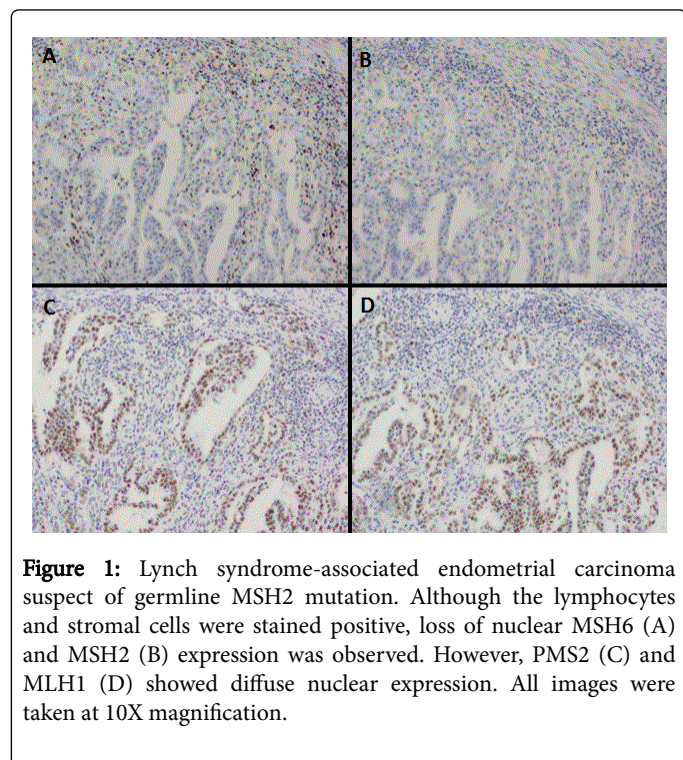 A
B
C
D
Figure 1: Lynch syndrome-associated endometrial carcinoma
suspect of germline MSH2 mutation. Although the lymphocytes
and stromal cells were stained positive, loss of nuclear MSH6 (A)
and MSH2 (B) expression was observed. However, PMS2 (C) and
MLH1 (D) showed diffuse nuclear expression. All images were
taken at 10X magnification.